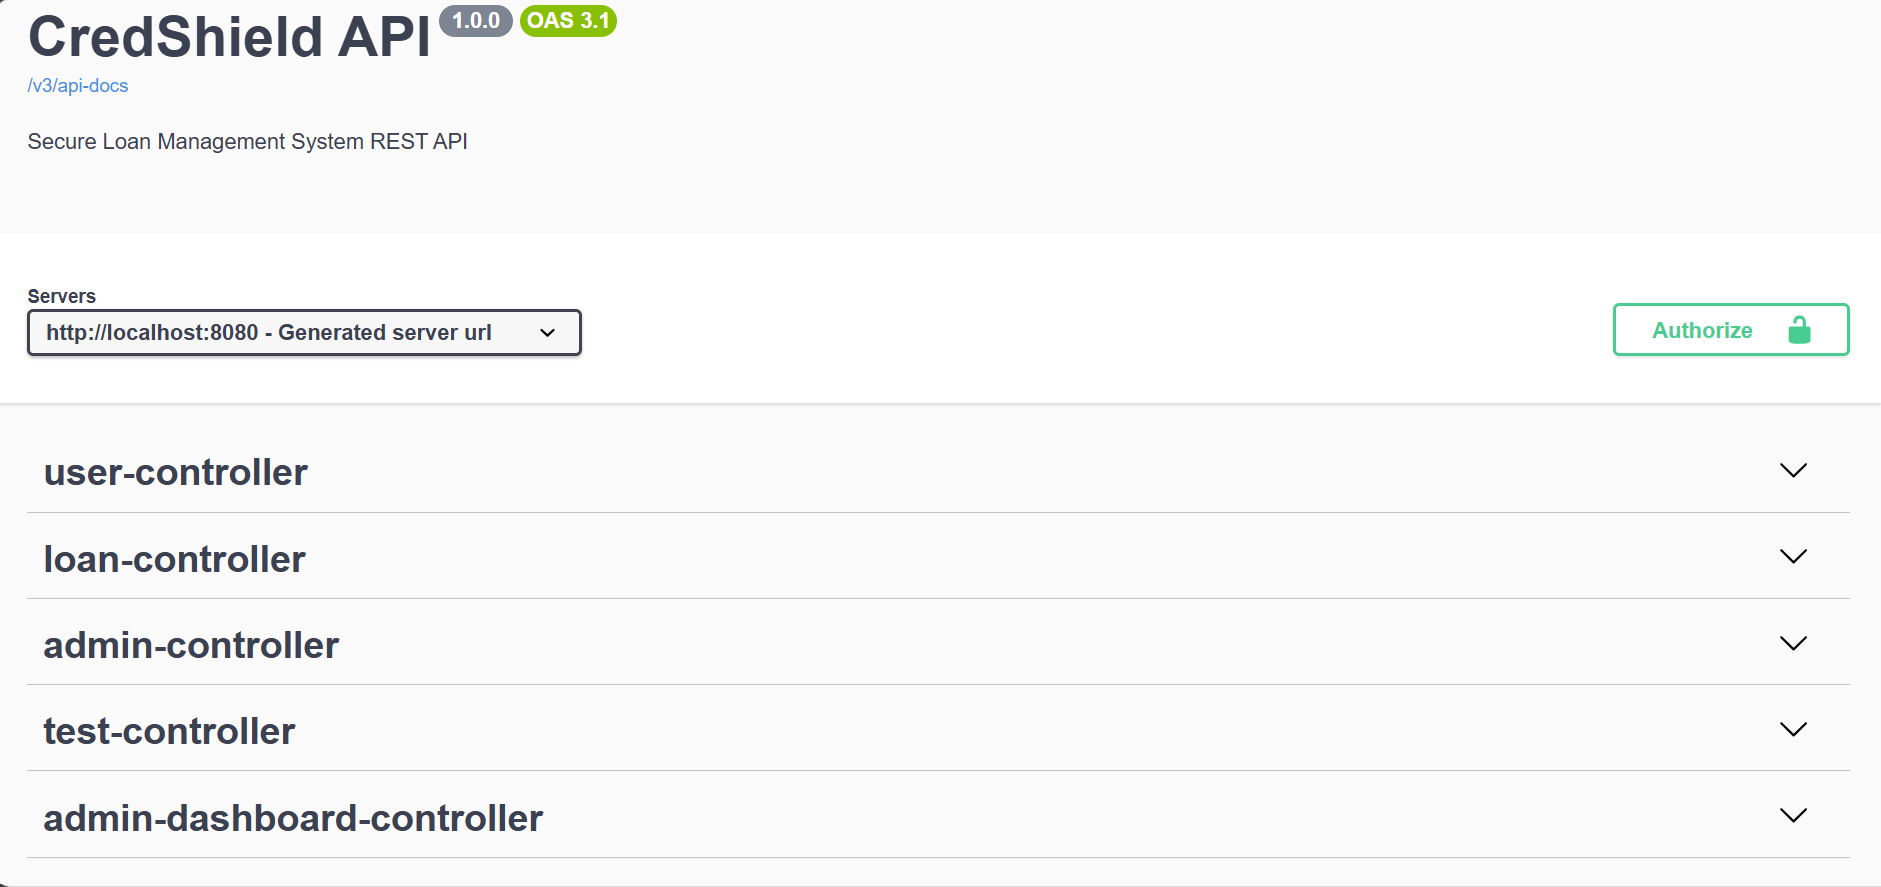 CredShield API 1.0.0 OAS 3.1
/v3/api-docs
Secure Loan Management System REST API
Servers
http://localhost:8080 - Generated server url
Authorize
user-controller
loan-controller
admin-controller
test-controller
admin-dashboard-controller